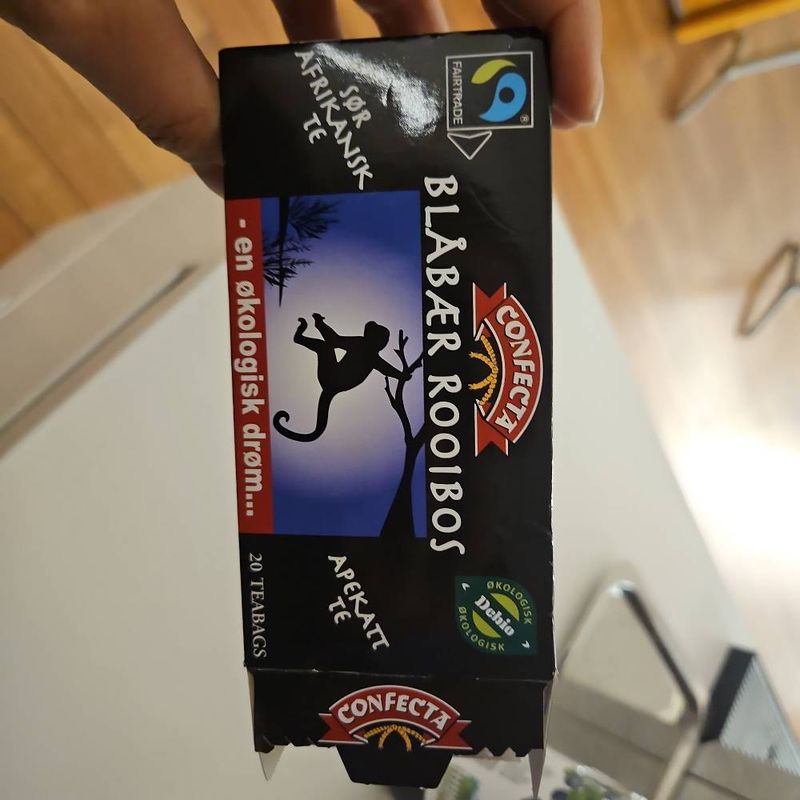 FAIRTRADE
®
CONFECTA
BLÅBÆR ROOIBOS
SØR
AFRIKANSK
TE
APEKATT
TE
ØKOLOGISK
Debio
ØKOLOGISK
- en økologisk drøm...
20 TEABAGS
CONFECTA